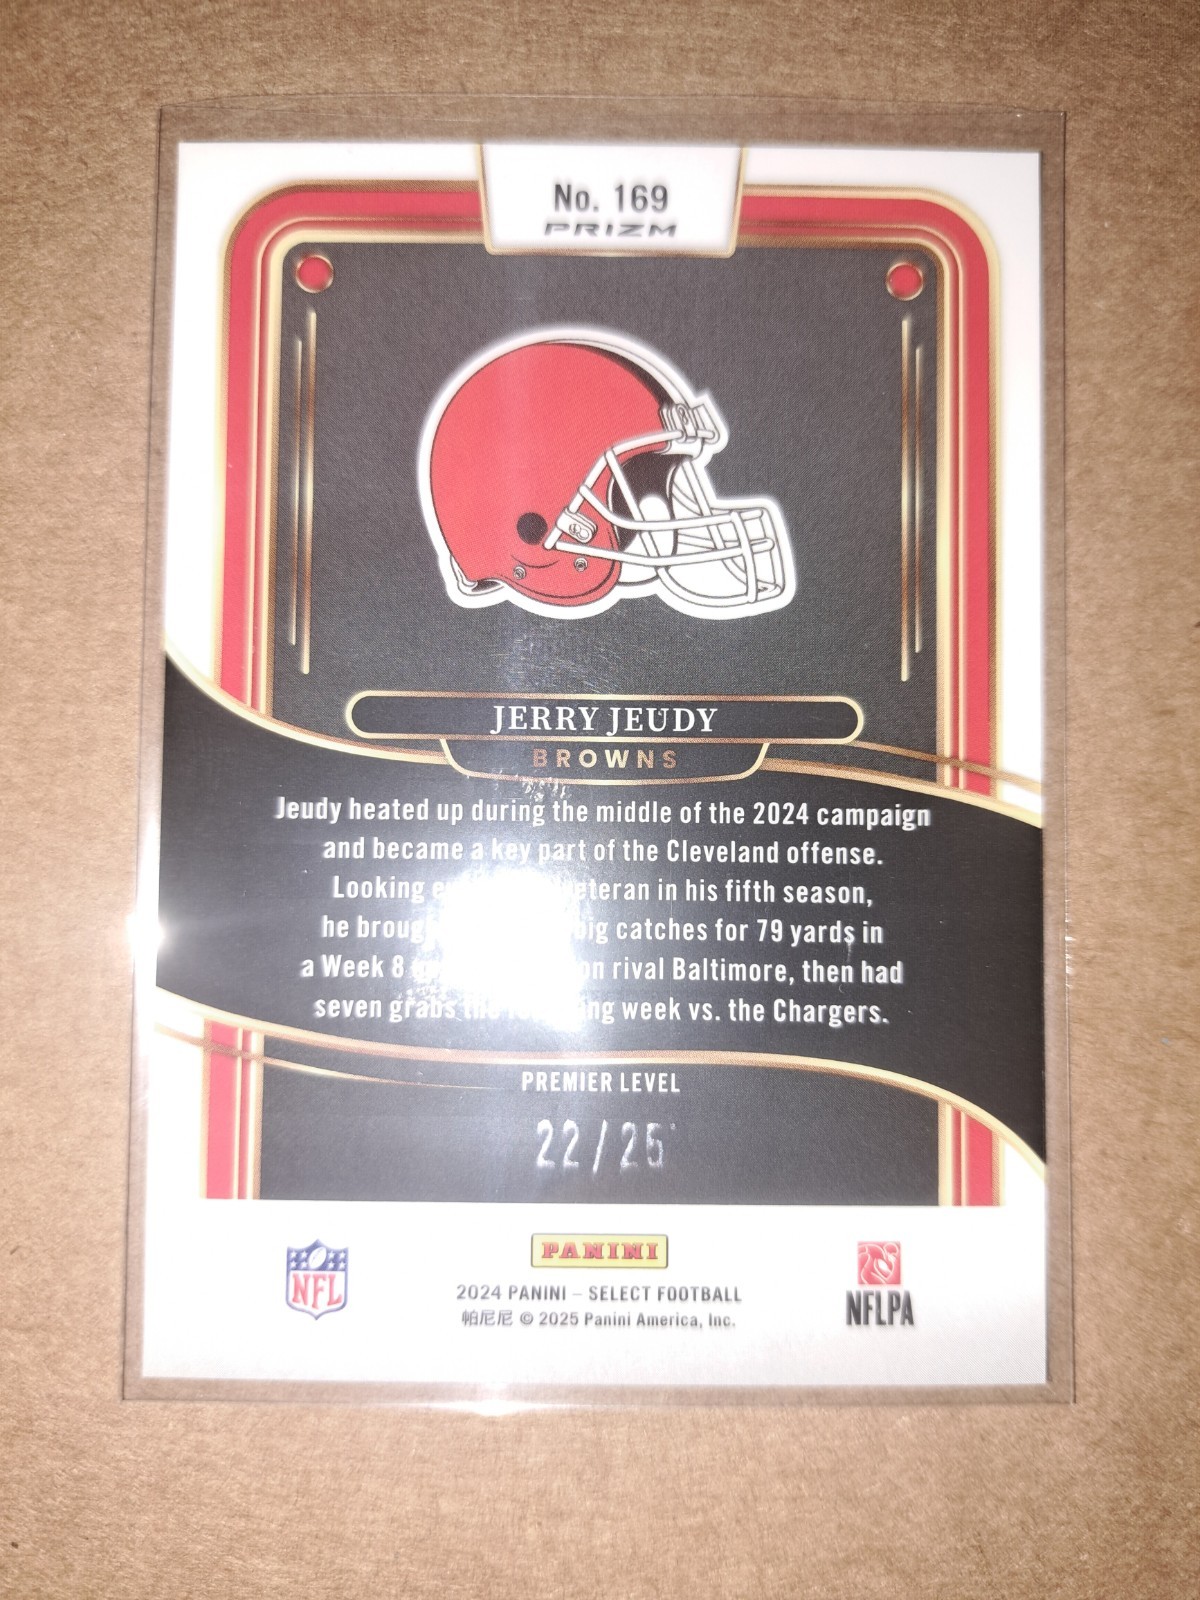 No. 169
PRIZM
JERRY JEUDY
BROWNS
Jeudy heated up during the middle of the 2024 campaign
and became a key part of the Cleveland offense.
Looking veteran in his fifth season,
he big catches for 79 yards in
a Week 8 rival Baltimore, then had
seven grabs week vs. the Chargers.
PREMIER LEVEL
22/25
NFL
PANINI
2024 PANINI – SELECT FOOTBALL
帕尼尼 © 2025 Panini America, Inc.
NFLPA